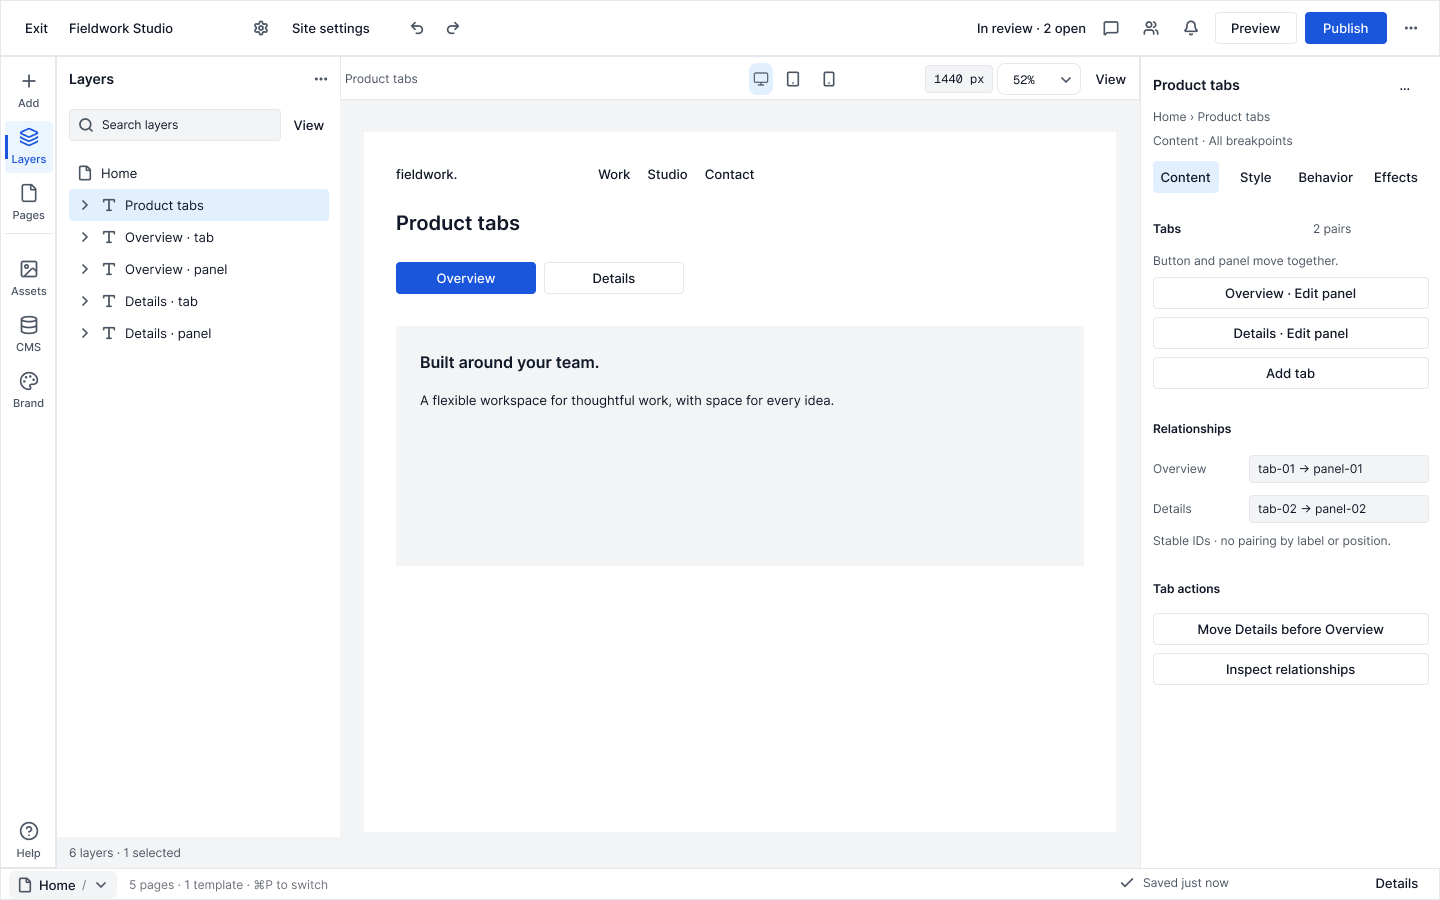 Exit
Fieldwork Studio
Site settings
In review · 2 open
Preview
Publish
Add
Layers
Pages
Assets
CMS
Brand
Help
Layers
Search layers
View
Home
Product tabs
Overview · tab
Overview · panel
Details · tab
Details · panel
6 layers · 1 selected
Product tabs
1440 px
52%
View
fieldwork.
Work
Studio
Contact
Product tabs
Overview
Details
Built around your team.
A flexible workspace for thoughtful work, with space for every idea.
Product tabs
...
Home › Product tabs
Content · All breakpoints
Content
Style
Behavior
Effects
Tabs
2 pairs
Button and panel move together.
Overview · Edit panel
Details · Edit panel
Add tab
Relationships
Overview
tab-01 → panel-01
Details
tab-02 → panel-02
Stable IDs · no pairing by label or position.
Tab actions
Move Details before Overview
Inspect relationships
Home /
5 pages · 1 template · ⌘P to switch
Saved just now
Details